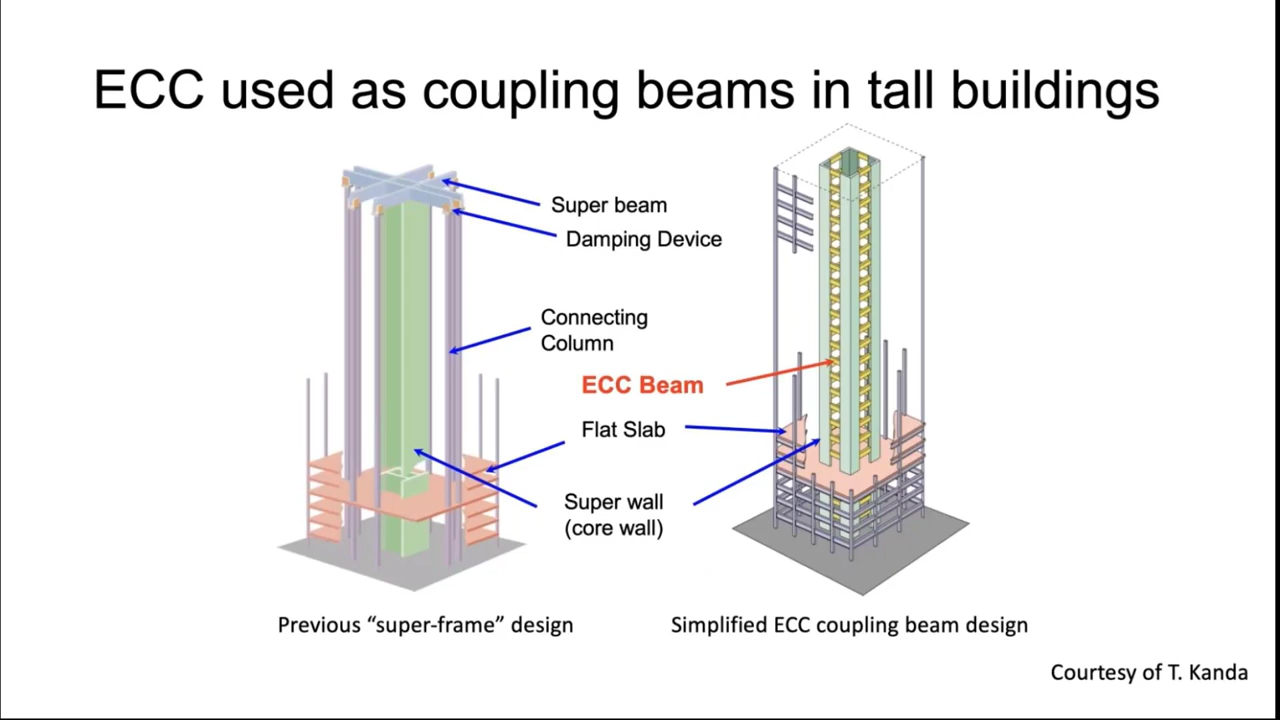 ECC used as coupling beams in tall buildings
Super beam
Damping Device
Connecting
Column
ECC Beam
Flat Slab
Super wall
(core wall)
Previous “super-frame” design
Simplified ECC coupling beam design
Courtesy of T. Kanda